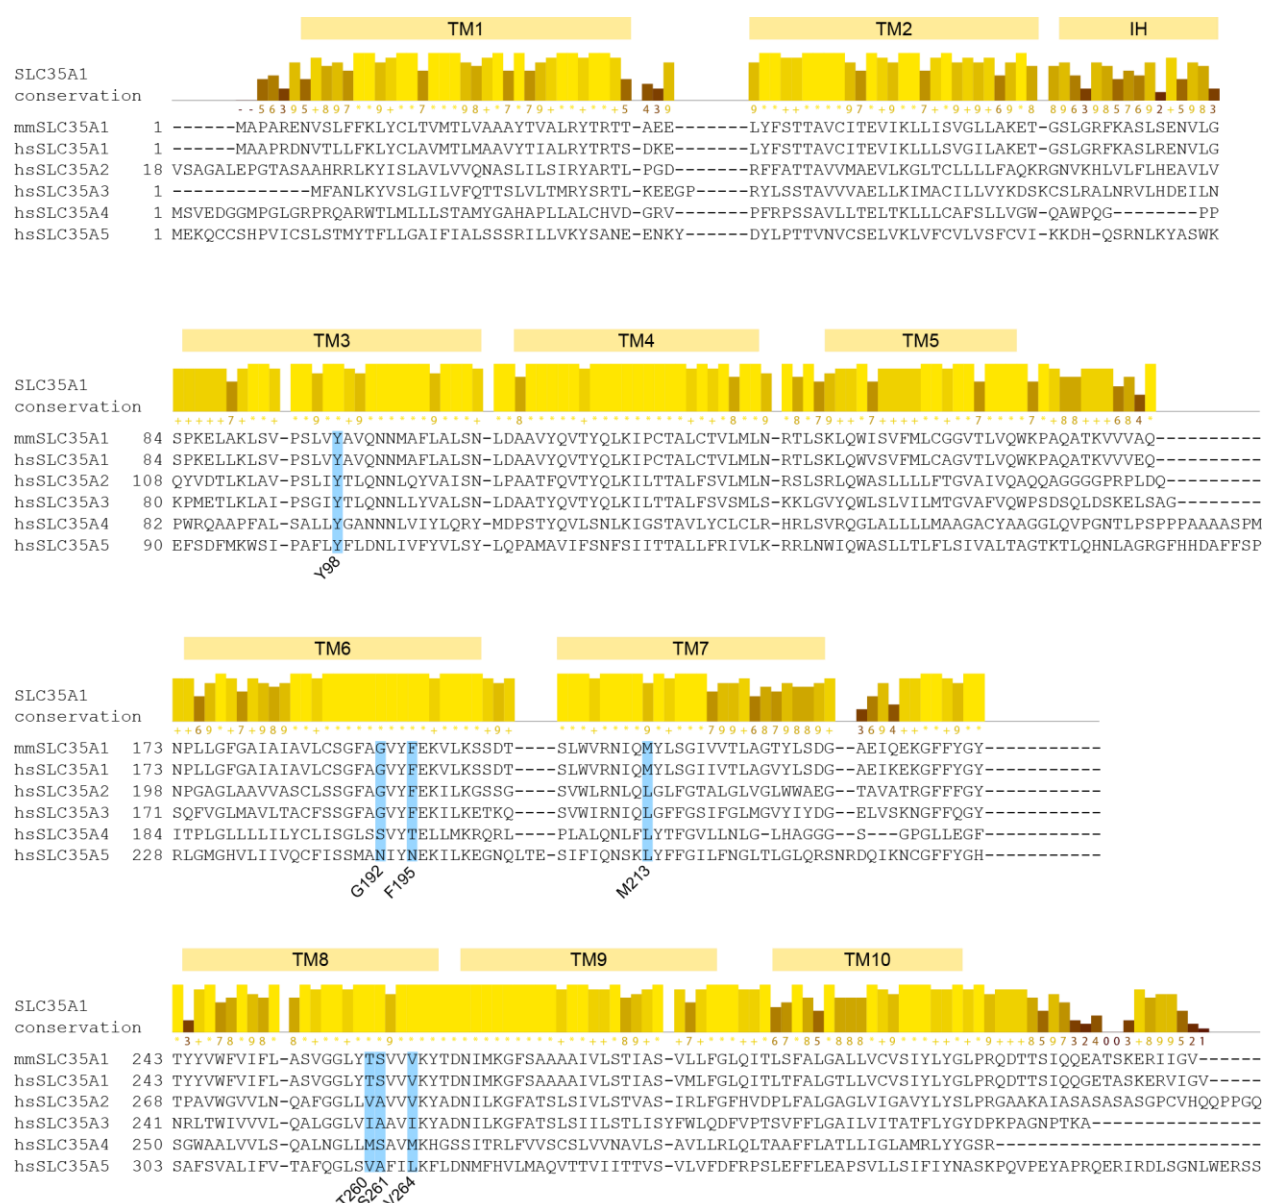 TM1 TM2 IH
SLC35A1
conservation
mmSLC35A1 1 ------MAPARENVSLFFKLYCLTVMTLVAAAYTVALRYTRTT-AEE-------LYFSTTAVCITEVIKLLISVGLLAKET-GSLGRFKASLSENVLG
hsSLC35A1 1 ------MAAPRDNVTLLFKLYCLAVMTLMAAVYTIALRYTRTS-DKE-------LYFSTTAVCITEVIKLLLSVGILAKET-GSLGRFKASLRENVLG
hsSLC35A2 18 VSAGALEPGTASAAHRRLKYISLAVLVVQNASLILSIRYARTL-PGD-------RFFATTAVVMAEVLKGLTCLLLLFAQKRGNVKHLVLFLHEAVLV
hsSLC35A3 1 -------------MFANLKYVSLGILVFQTTSLVLTMRYSRTL-KEEGP-----RYLSSTAVVVAELLKIMACILLVYKDSKCSLRALNRVLHDEILN
hsSLC35A4 1 MSVEDGGMPGLGRPRQARWTLMLLLSTAMYGAHAPLLALCHVD-GRV-------PFRPSSAVLLTELTKLLLCAFSLLVGW-QAWPQG--------PP
hsSLC35A5 1 MEKQCCSHPVICSLSTMYTFLLGAIFIALSSSRILLVKYSANE-ENKY------DYLPTTVNVCSELVKLVFCVLVSFCVI-KKDH-QSRNLKYASWK
TM3 TM4 TM5
SLC35A1
conservation
mmSLC35A1 84 SPKELAKLSV-PSLVYAVQNNMAFLALSN-LDAAVYQVTYQLKIPCTALCTVLMLN-RTLSKLQWISVFMLCGGVTLVQWKPAQATKVVVAQ----------
hsSLC35A1 84 SPKELLKLSV-PSLVYAVQNNMAFLALSN-LDAAVYQVTYQLKIPCTALCTVLMLN-RTLSKLQWVSVFMLCAGVTLVQWKPAQATKVVVEQ----------
hsSLC35A2 108 QYVDTLKLAV-PSLIYTLQNNLQYVAISN-LPAATFQVTYQLKILTTALFSVLMLN-RSLSRLQWASLLLLFTGVAIVQAQQAGGGGPRPLDQ---------
hsSLC35A3 80 KPMETLKLAI-PSGIYTLQNNLLYVALSN-LDAATYQVTYQLKILTTALFSVSMLS-KKLGVYQWLSLVILMTGVAFVQWPSDSQLDSKELSAG--------
hsSLC35A4 82 PWRQAAPFAL-SALLYGANNNLVIYLQRY-MDPSTYQVLSNLKIGSTAVLYCLCLR-HRLSVRQGLALLLLMAAGACYAAGGLQVPGNTLPSPPPAAAASPM
hsSLC35A5 90 EFSDFMKWSI-PAFLYFLDNLIVFYVLSY-LQPAMAVIFSNFSIITTALLFRIVLK-RRLNWIQWASLLTLFLSIVALTAGTKTLQHNLAGRGFHHDAFFSP
Y98
TM6 TM7
SLC35A1
conservation
mmSLC35A1 173 NPLLGFGAIAIAVLCSGFAGVYFEKVLKSSDT----SLWVRNIQMYLSGIVVTLAGTYLSDG--AEIQEKGFFYGY-----------
hsSLC35A1 173 NPLLGFGAIAIAVLCSGFAGVYFEKVLKSSDT----SLWVRNIQMYLSGIIVTLAGVYLSDG--AEIKEKGFFYGY-----------
hsSLC35A2 198 NPGAGLAAVVASCLSSGFAGVYFEKILKGSSG----SVWLRNLQLGLFGTALGLVGLWWAEG--TAVATRGFFFGY-----------
hsSLC35A3 171 SQFVGLMAVLTACFSSGFAGVYFEKILKETKQ----SVWIRNIQLGFFGSIFGLMGVYIYDG--ELVSKNGFFQGY-----------
hsSLC35A4 184 ITPLGLLLLILYCLISGLSSVYTELLMKRQRL----PLALQNLFLYTFGVLLNLG-LHAGGG--S---GPGLLEGF-----------
hsSLC35A5 228 RLGMGHVLIIVQCFISSMANIYNEKILKEGNQLTE-SIFIQNSKLYFFGILFNGLTLGLQRSNRDQIKNCGFFYGH-----------
G192 F195 M213
TM8 TM9 TM10
SLC35A1
conservation
mmSLC35A1 243 TYYVWFVIFL-ASVGGLYTSVVVKYTDNIMKGFSAAAAIVLSTIAS-VLLFGLQITLSFALGALLVCVSIYLYGLPRQDTTSIQQEATSKERIIGV-----
hsSLC35A1 243 TYYVWFVIFL-ASVGGLYTSVVVKYTDNIMKGFSAAAAIVLSTIAS-VMLFGLQITLTFALGTLLVCVSIYLYGLPRQDTTSIQQGETASKERVIGV-----
hsSLC35A2 268 TPAVWGVVLN-QAFGGLLVAVVVKYADNILKGFATSLSIVLSTVAS-IRLFGFHVDPLFALGAGLVIGAVYLYSLPRGAAKAIASASASASGPCVHQQPPGQ
hsSLC35A3 241 NRLTWIVVVL-QALGGLVIAAVIKYADNILKGFATSLSIILSTLISYFWLQDFVPTSVFFLGAILVITATFLYGYDPKPAGNPTKA-
hsSLC35A4 250 SGWAALVVLS-QALNGLLMSAVMKHGSSITRLFVVSCSLVVNAVLS-AVLLRLQLTAAFFLATLLIGLAMRLYYGSR----------
hsSLC35A5 303 SAFSVALIFV-TAFQGLSVAFILKFLDNMFHVLMAQVTTVIITTVS-VLVFDFRPSLEFFLEAPSVLLSIFIYNASKPQVPEYAPRQERIRDLSGNLWERSS
T260 S261 V264